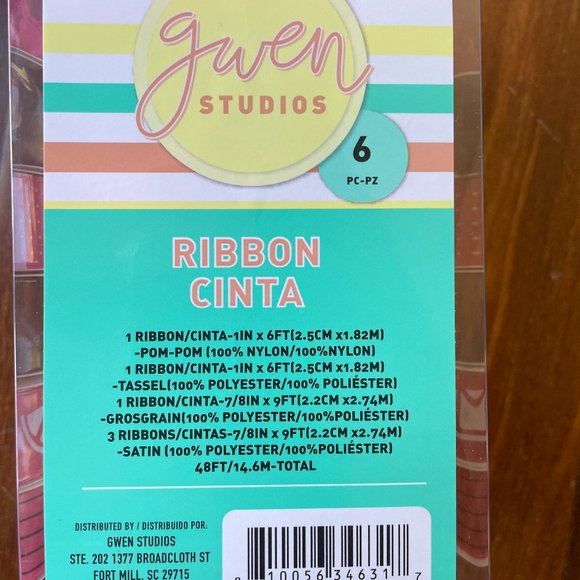 gwen
STUDIOS
6
PC-PZ
RIBBON
CINTA
1 RIBBON/CINTA-1IN x 6FT(2.5CM x1.82M)
-POM-POM (100% NYLON/100%NYLON)
1 RIBBON/CINTA-1IN x 6FT(2.5CM x1.82M)
-TASSEL(100% POLYESTER/100% POLIÉSTER)
1 RIBBON/CINTA-7/8IN x 9FT(2.2CM x2.74M)
-GROSGRAIN(100% POLYESTER/100%POLIÉSTER)
3 RIBBONS/CINTAS-7/8IN x 9FT(2.2CM x2.74M)
-SATIN (100% POLYESTER/100%POLIÉSTER)
48FT/14.6M-TOTAL
DISTRIBUTED BY / DISTRIBUIDO POR:
GWEN STUDIOS
STE. 202 1377 BROADCLOTH ST
FORT MILL, SC 29715
10056 34631 7